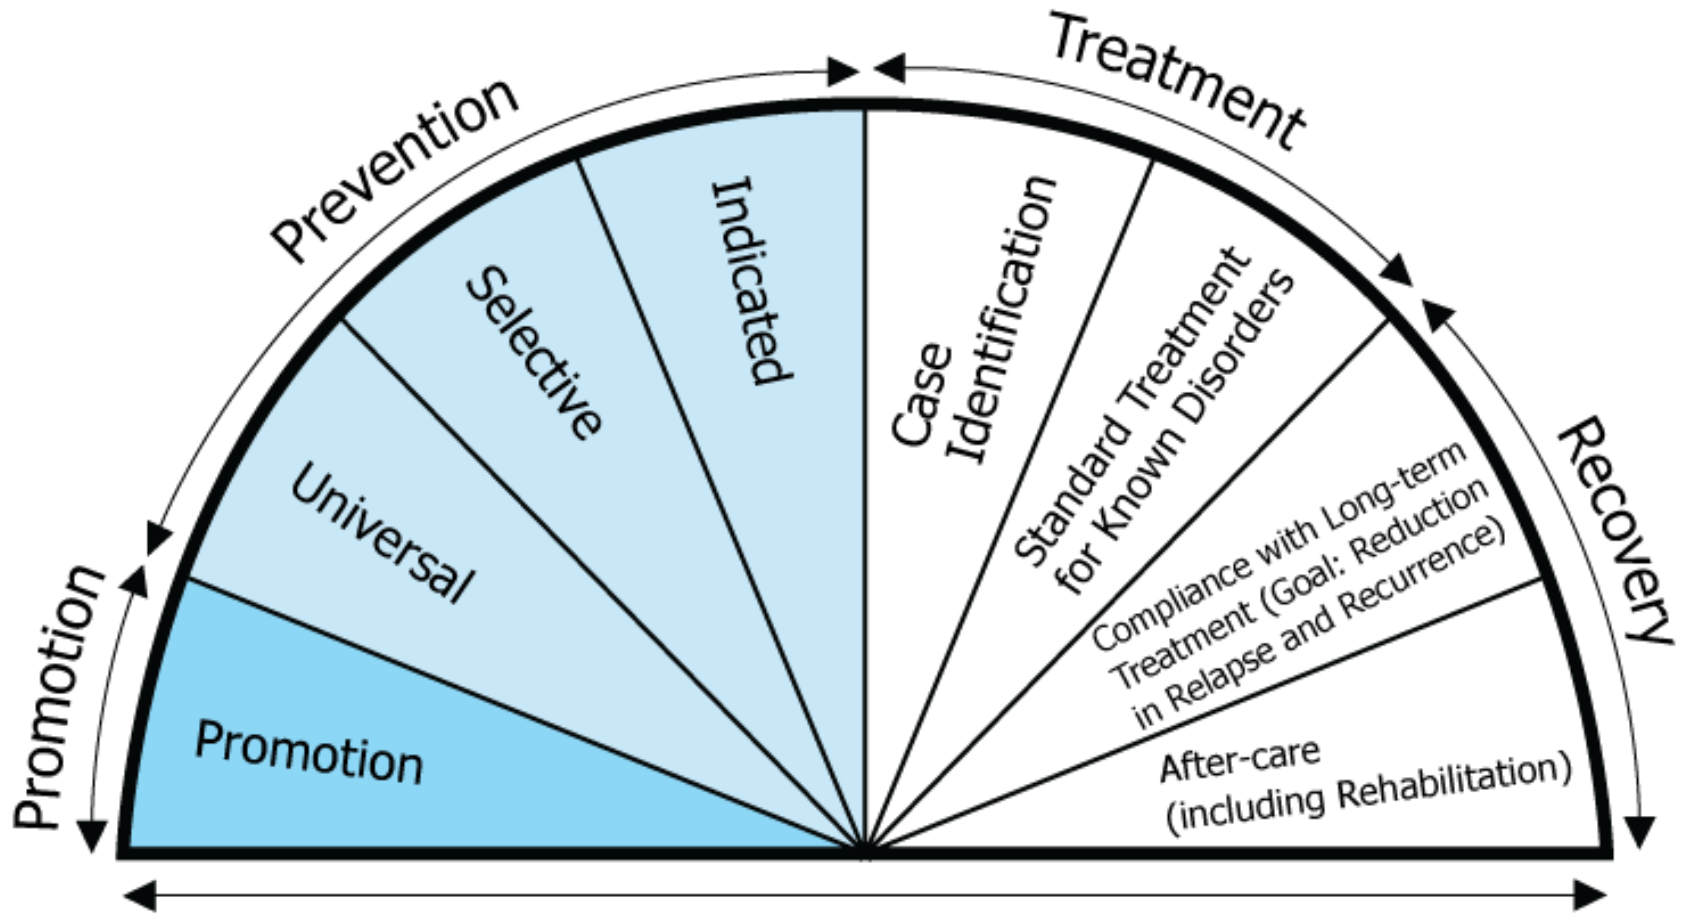 Promotion
Prevention
Treatment
Recovery
Promotion
Universal
Selective
Indicated
Case
Identification
Standard Treatment
for Known Disorders
Compliance with Long-term
Treatment (Goal: Reduction
in Relapse and Recurrence)
After-care
(including Rehabilitation)